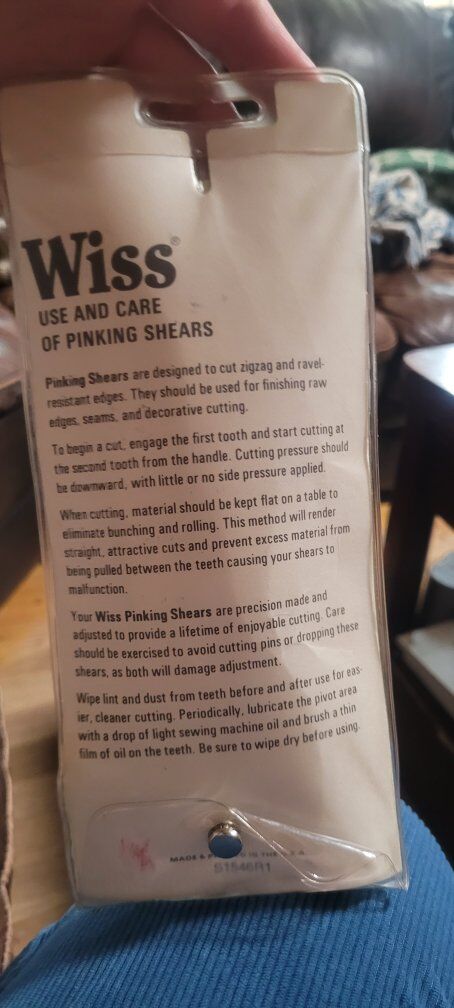 Wiss®
USE AND CARE
OF PINKING SHEARS
Pinking Shears are designed to cut zigzag and ravel-
resistant edges. They should be used for finishing raw
edges, seams, and decorative cutting.
To begin a cut, engage the first tooth and start cutting at
the second tooth from the handle. Cutting pressure should
be downward, with little or no side pressure applied.
When cutting, material should be kept flat on a table to
eliminate bunching and rolling. This method will render
straight, attractive cuts and prevent excess material from
being pulled between the teeth causing your shears to
malfunction.
Your Wiss Pinking Shears are precision made and
adjusted to provide a lifetime of enjoyable cutting. Care
should be exercised to avoid cutting pins or dropping these
shears, as both will damage adjustment.
Wipe lint and dust from teeth before and after use for eas-
ier, cleaner cutting. Periodically, lubricate the pivot area
with a drop of light sewing machine oil and brush a thin
film of oil on the teeth. Be sure to wipe dry before using.
MADE & IN THE
S1546R1